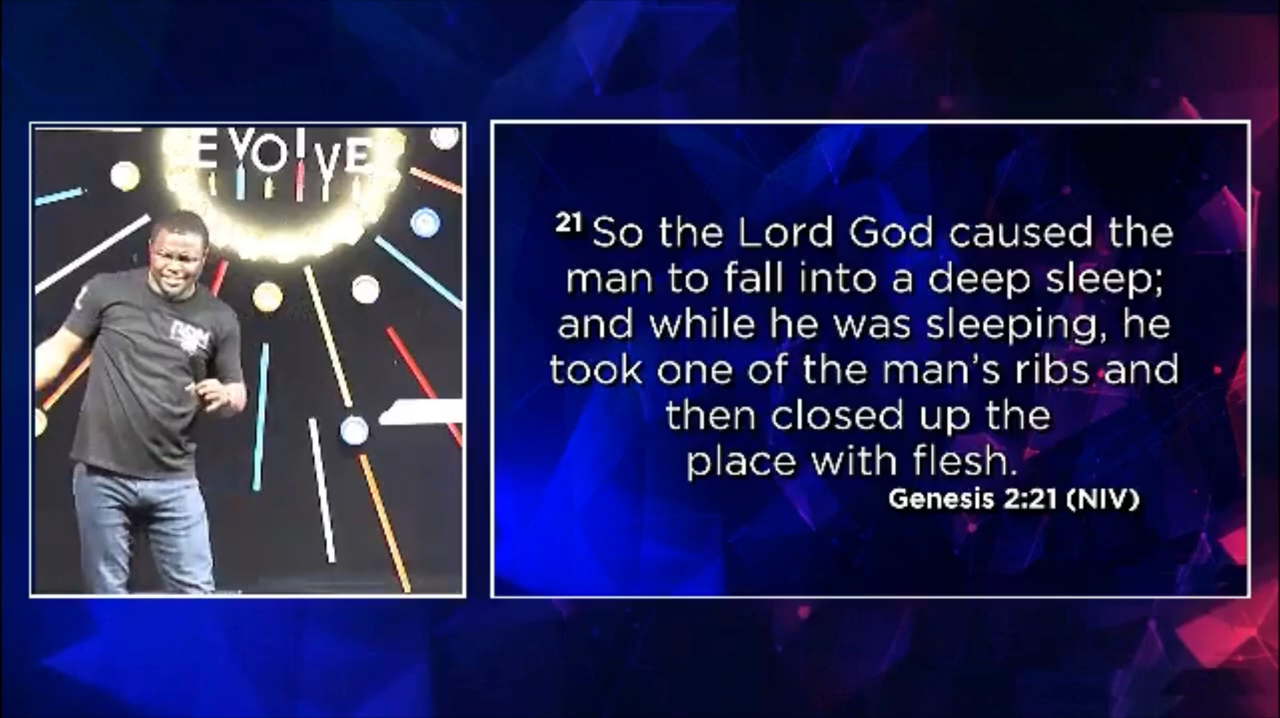 EVOLVE
21 So the Lord God caused the
man to fall into a deep sleep;
and while he was sleeping, he
took one of the man’s ribs and
then closed up the
place with flesh.
Genesis 2:21 (NIV)